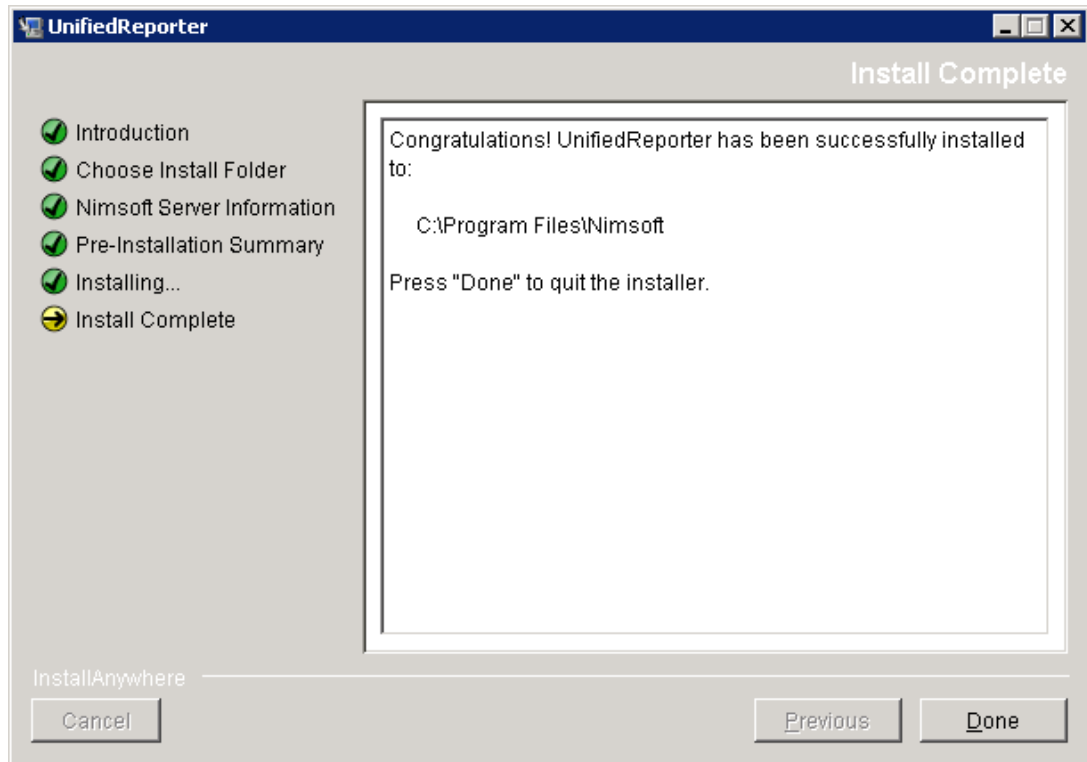 UnifiedReporter
Install Complete
Introduction
Choose Install Folder
Nimsoft Server Information
Pre-Installation Summary
Installing...
Install Complete
Congratulations! UnifiedReporter has been successfully installed
to:
C:\Program Files\Nimsoft
Press "Done" to quit the installer.
InstallAnywhere
Cancel
Previous
Done